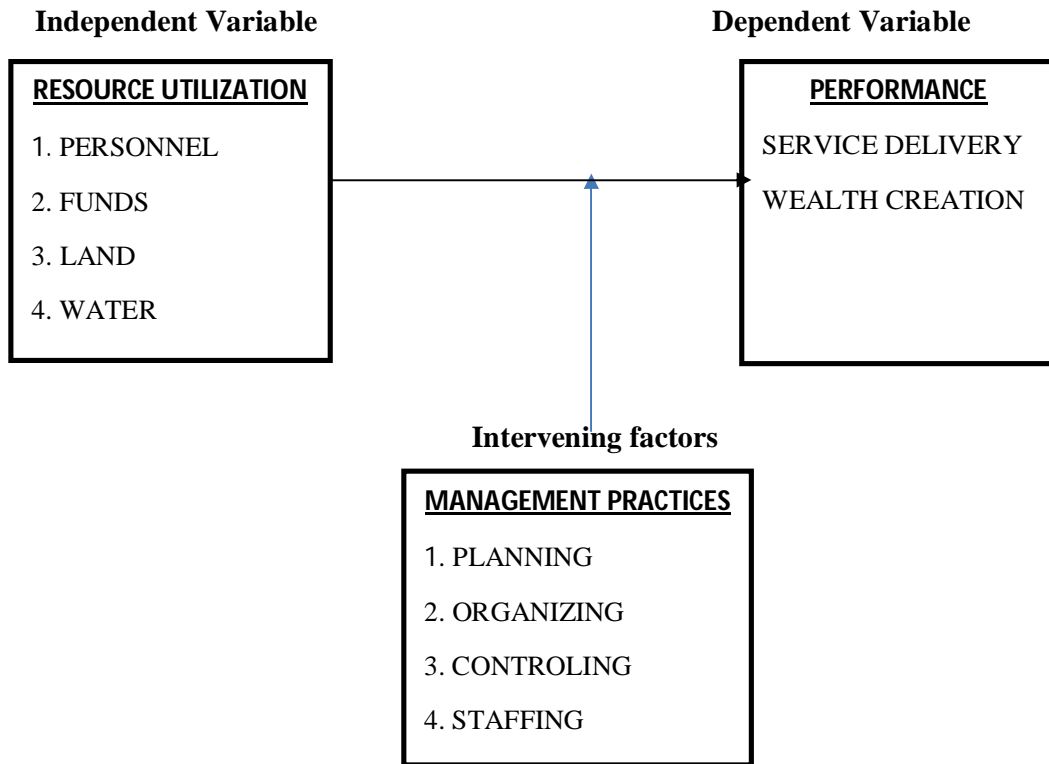 Independent Variable
Dependent Variable
RESOURCE UTILIZATION
1. PERSONNEL
2. FUNDS
3. LAND
4. WATER
PERFORMANCE
SERVICE DELIVERY
WEALTH CREATION
Intervening factors
MANAGEMENT PRACTICES
1. PLANNING
2. ORGANIZING
3. CONTROLING
4. STAFFING